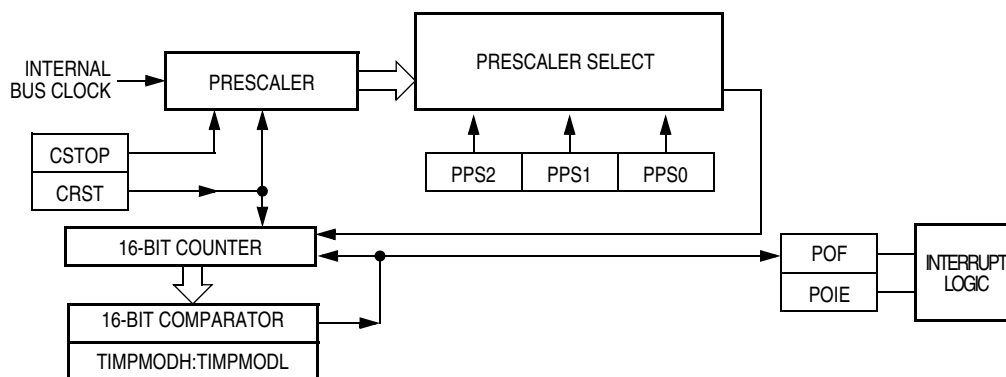 INTERNAL
BUS CLOCK
PRESCALER
PRESCALER SELECT
CSTOP
CRST
PPS2
PPS1
PPS0
16-BIT COUNTER
16-BIT COMPARATOR
TIMPMODH:TIMPMODL
POF
POIE
INTERRUPT
LOGIC